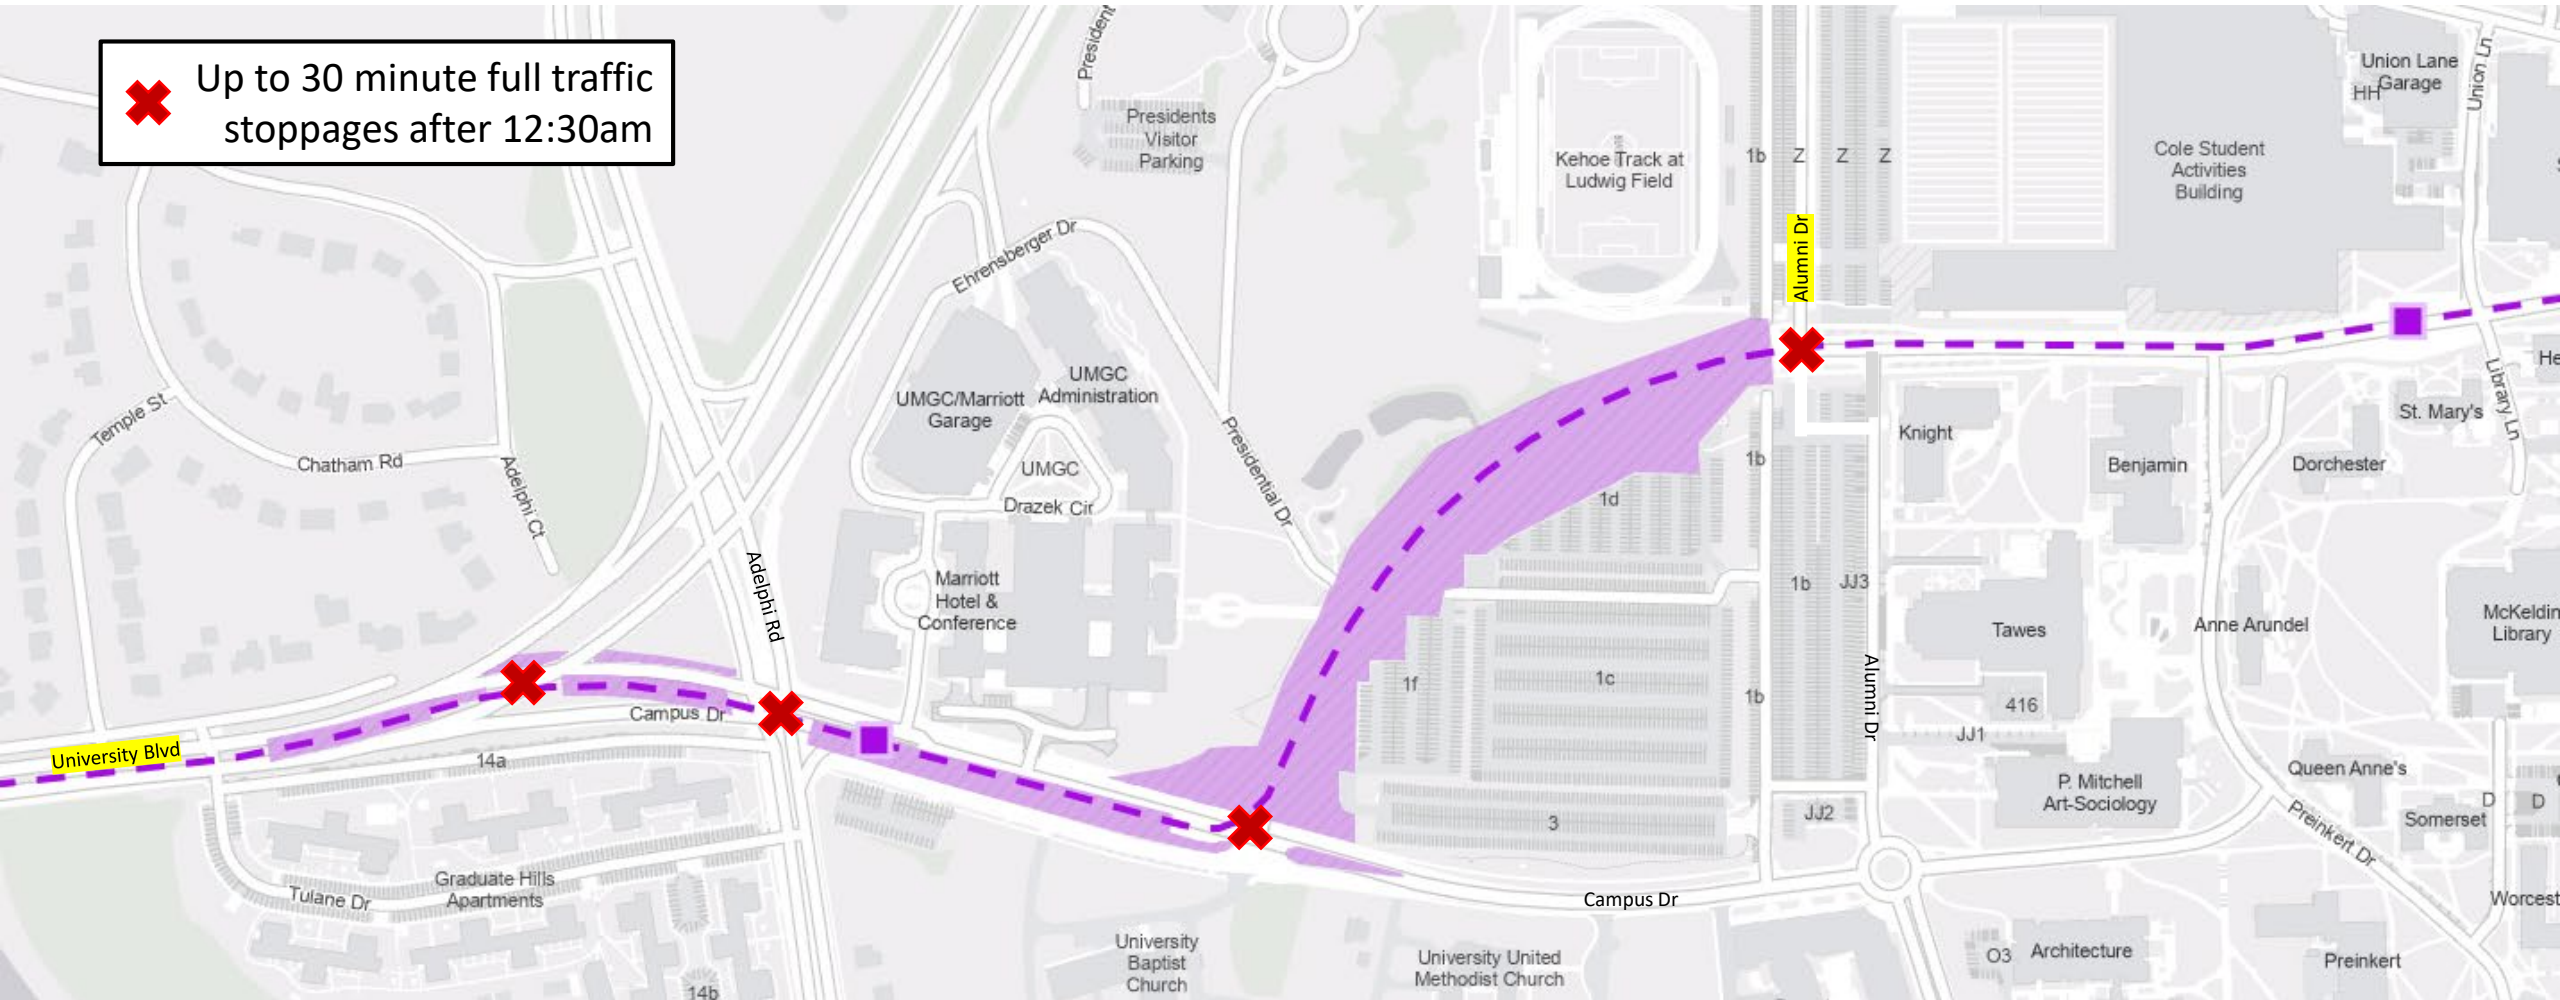 Up to 30 minute full traffic
stoppages after 12:30am
President
Presidents
Visitor
Parking
Kehoe Track at
Ludwig Field
1b
Z
Z
Z
Alumni Dr
Cole Student
Activities
Building
Union Lane
Garage
HH
Union Ln
Ehrensberger Dr
UMGC/Marriott
Garage
UMGC
Administration
UMGC
Drazek Cir
Presidential Dr
Temple St
Chatham Rd
Adelphi Ct
Adelphi Rd
Marriott
Hotel &
Conference
1d
1b
Knight
Benjamin
Dorchester
St. Mary's
He
Library Ln
1b
JJ3
Tawes
Anne Arundel
McKeldin
Library
1f
1c
1b
Alumni Dr
416
JJ1
University Blvd
Campus Dr
14a
3
JJ2
P. Mitchell
Art-Sociology
Queen Anne's
D
D
Somerset
Preinkert Dr
Tulane Dr
Graduate Hills
Apartments
Campus Dr
Worcest
University
Baptist
Church
University United
Methodist Church
O3
Architecture
Preinkert
14b